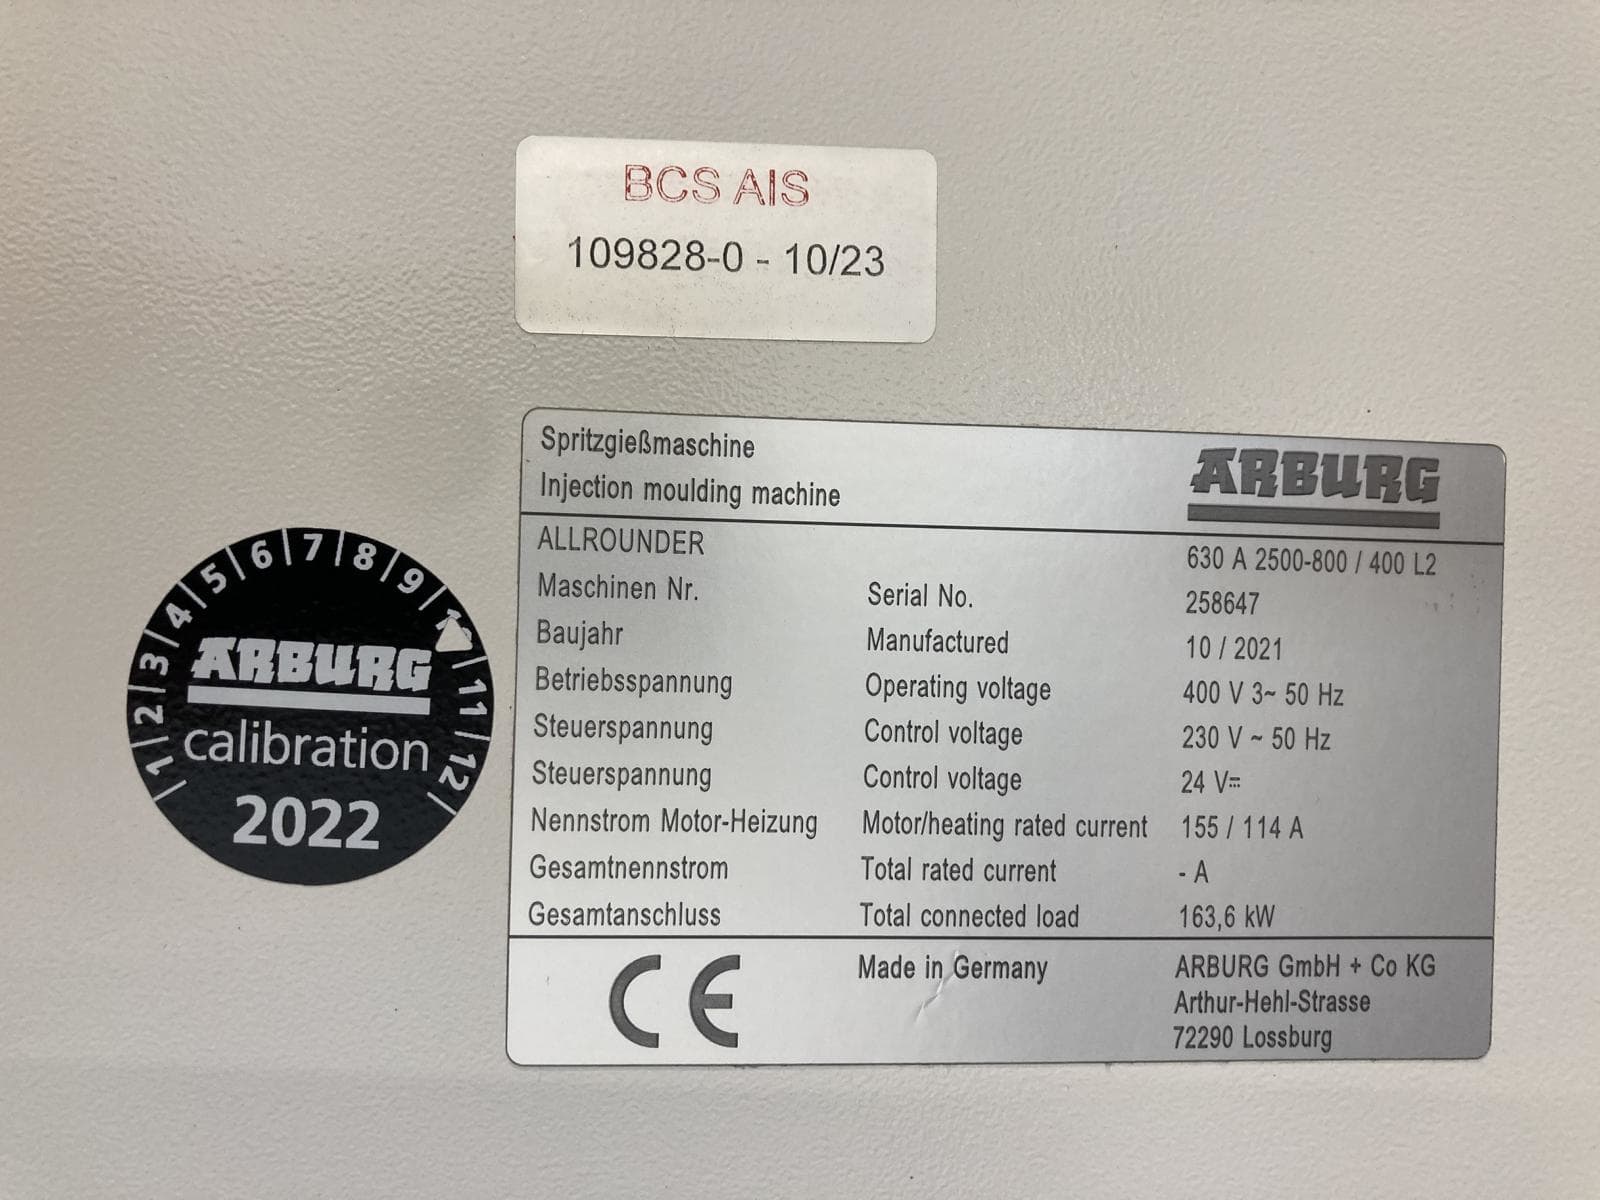 BCS AIS
109828-0 - 10/23
Spritzgießmaschine
Injection moulding machine
ARBURG
ALLROUNDER 630 A 2500-800 / 400 L2
Maschinen Nr. Serial No. 258647
Baujahr Manufactured 10 / 2021
Betriebsspannung Operating voltage 400 V 3~ 50 Hz
Steuerspannung Control voltage 230 V ~ 50 Hz
Steuerspannung Control voltage 24 V⎓
Nennstrom Motor-Heizung Motor/heating rated current 155 / 114 A
Gesamtnennstrom Total rated current - A
Gesamtanschluss Total connected load 163,6 kW
CE
Made in Germany
ARBURG GmbH + Co KG
Arthur-Hehl-Strasse
72290 Lossburg
1 2 3 4 5 6 7 8 9 10 11 12
ARBURG
calibration
2022